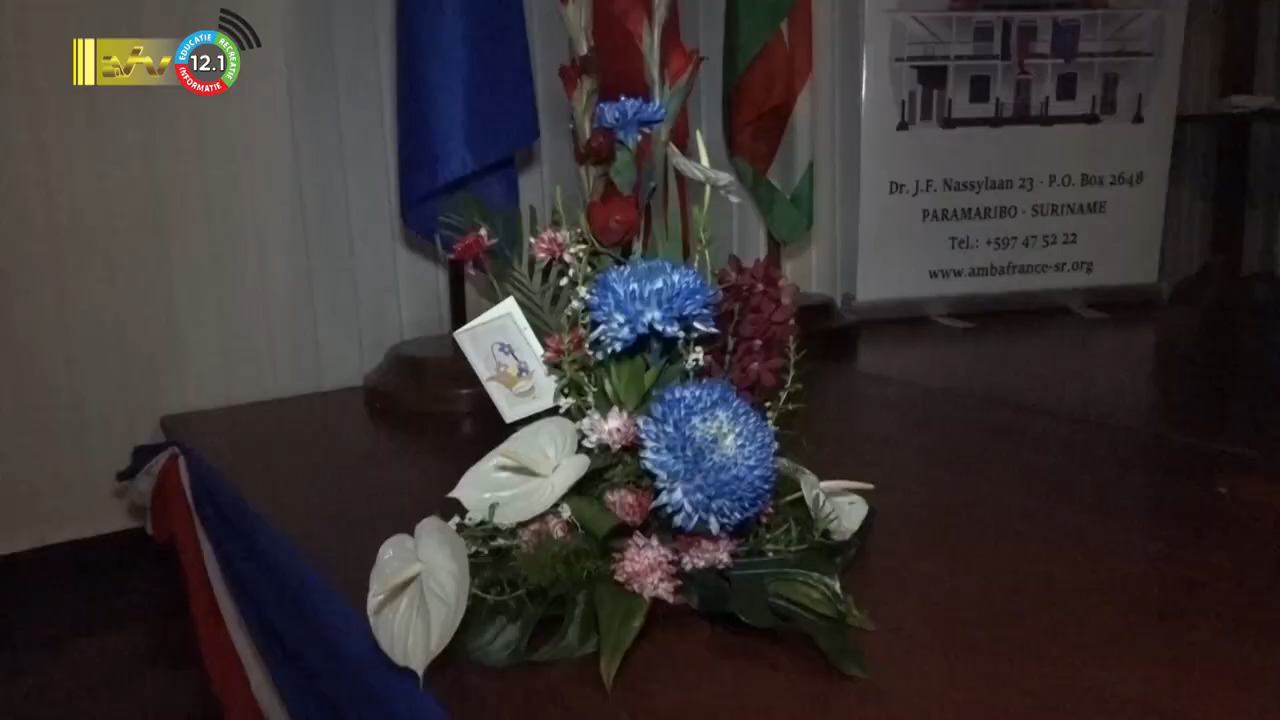 EDUCATIE
RECREATIE
INFORMATIE
12.1
Dr. J.F. Nassylaan 23 - P.O. Box 2648
PARAMARIBO - SURINAME
Tel.: +597 47 52 22
www.ambafrance-sr.org